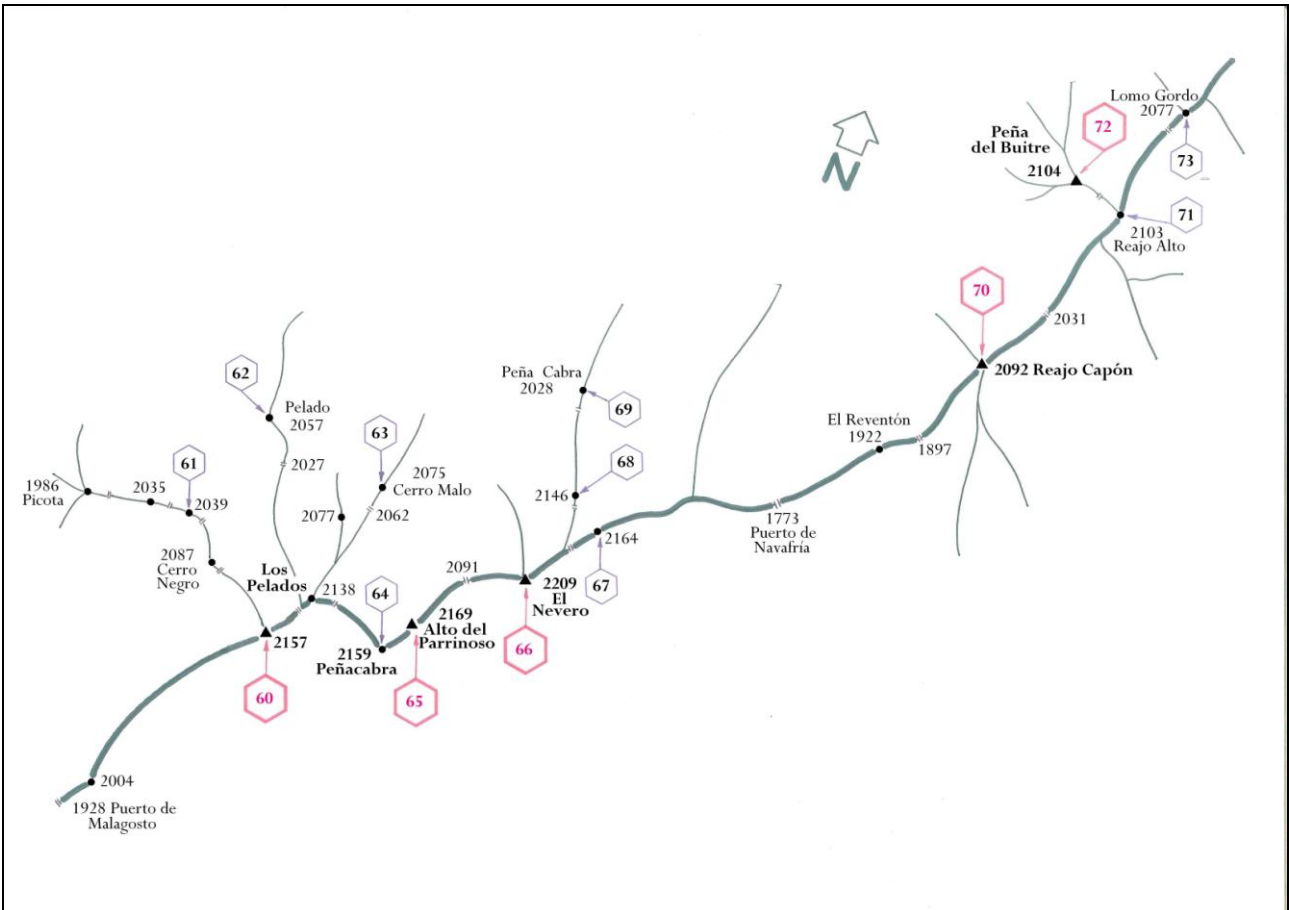 Lomo Gordo
2077
72
Peña
del Buitre
2104
73
N
71
2103
Reajo Alto
70
2031
2092 Reajo Capón
62
Peña Cabra
2028
69
Pelado
2057
63
El Reventón
1922
1897
61
2027
2075
Cerro Malo
68
1986
Picota
2035
2039
2077
2062
2146
1773
Puerto de
Navafría
2164
2087
Cerro
Negro
Los
Pelados
2138
64
2091
2209
El
Nevero
67
2157
2159
Peñacabra
2169
Alto del
Parrinoso
66
60
65
2004
1928 Puerto de
Malagosto